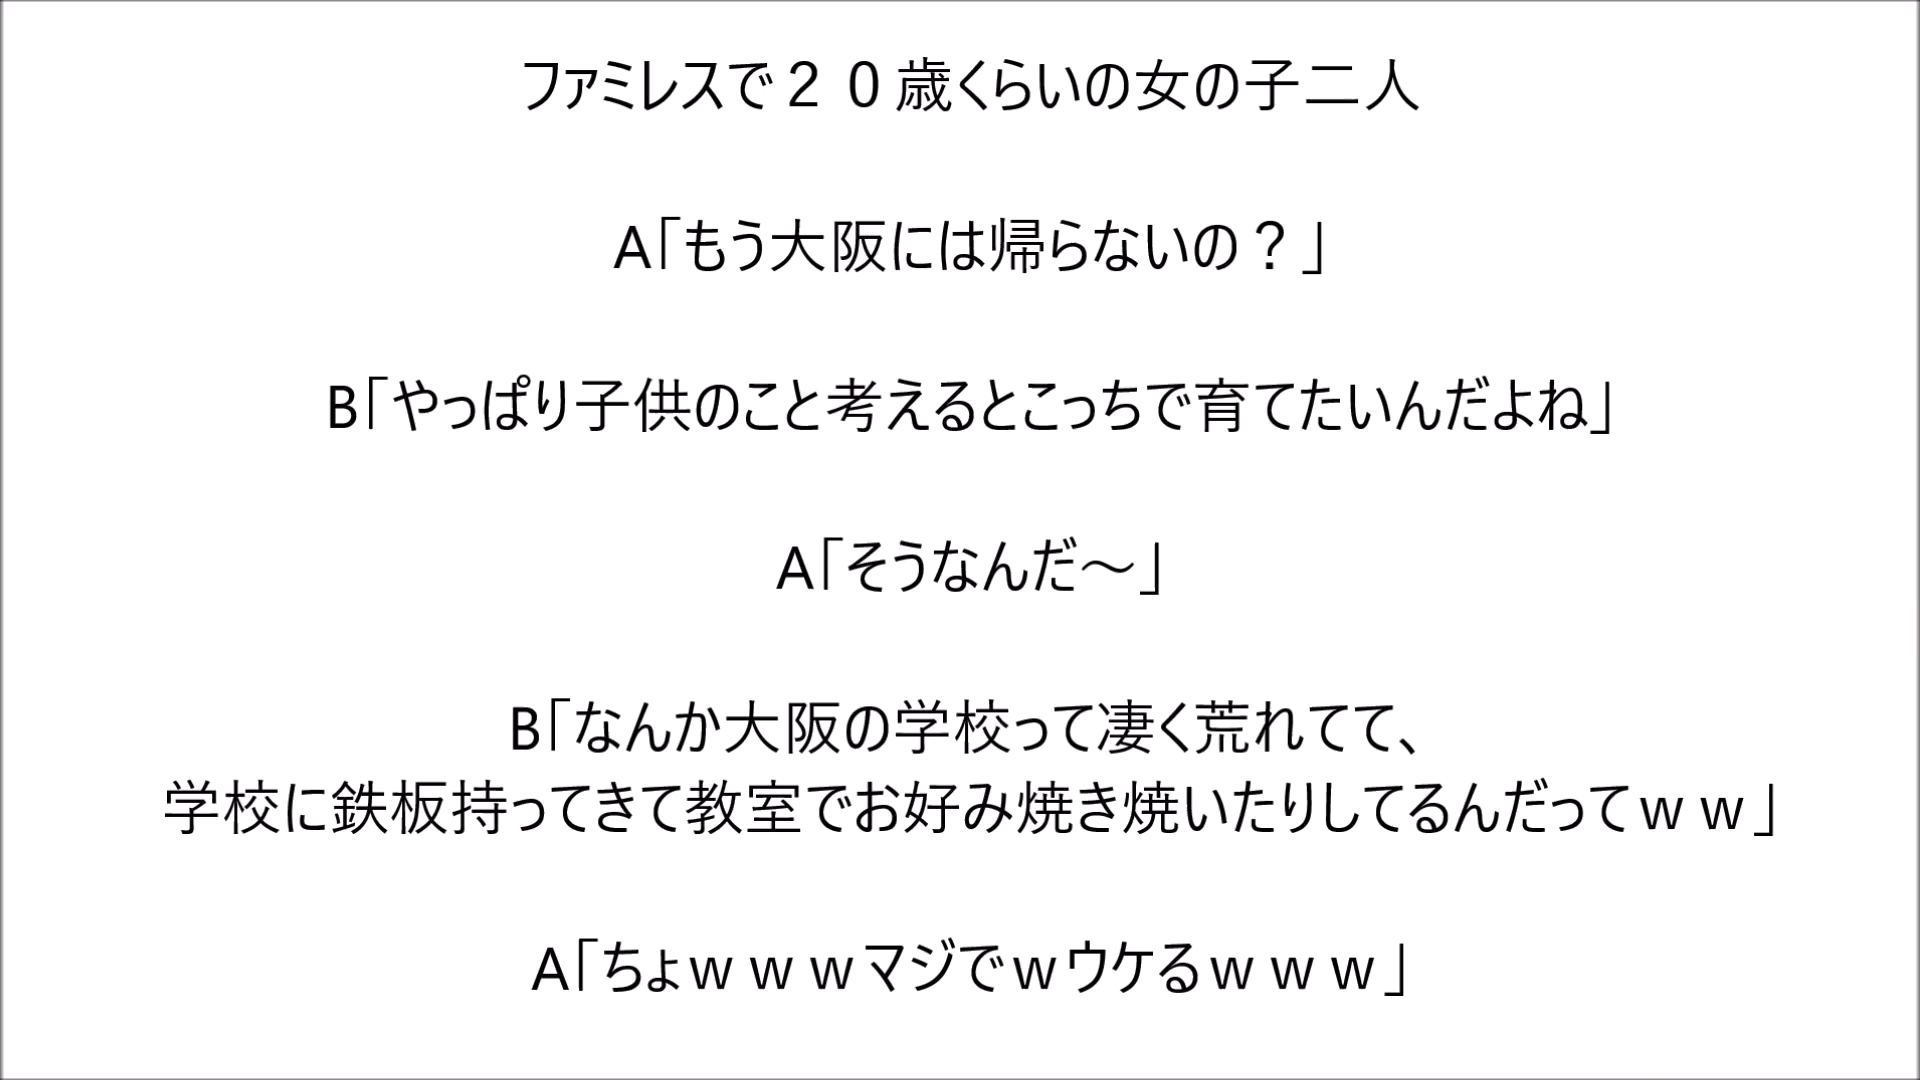 ファミレスで２０歳くらいの女の子二人
A「もう大阪には帰らないの？」
B「やっぱり子供のこと考えるとこっちで育てたいんだよね」
A「そうなんだ～」
B「なんか大阪の学校って凄く荒れてて、
学校に鉄板持ってきて教室でお好み焼き焼いたりしてるんだってｗｗ」
A「ちょｗｗｗマジでｗウケるｗｗｗ」